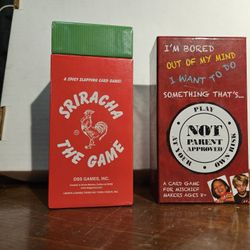 A SPICY SLAPPING CARD GAME!
SRIRACHA
THE GAME
DSS GAMES, INC.
I'M BORED
OUT OF MY MIND
I WANT TO DO
SOMETHING THAT'S...
PLAY
NOT
PARENT
APPROVED
AT YOUR OWN RISK
A CARD GAME
FOR MISCHIEF
MAKERS AGES 8+